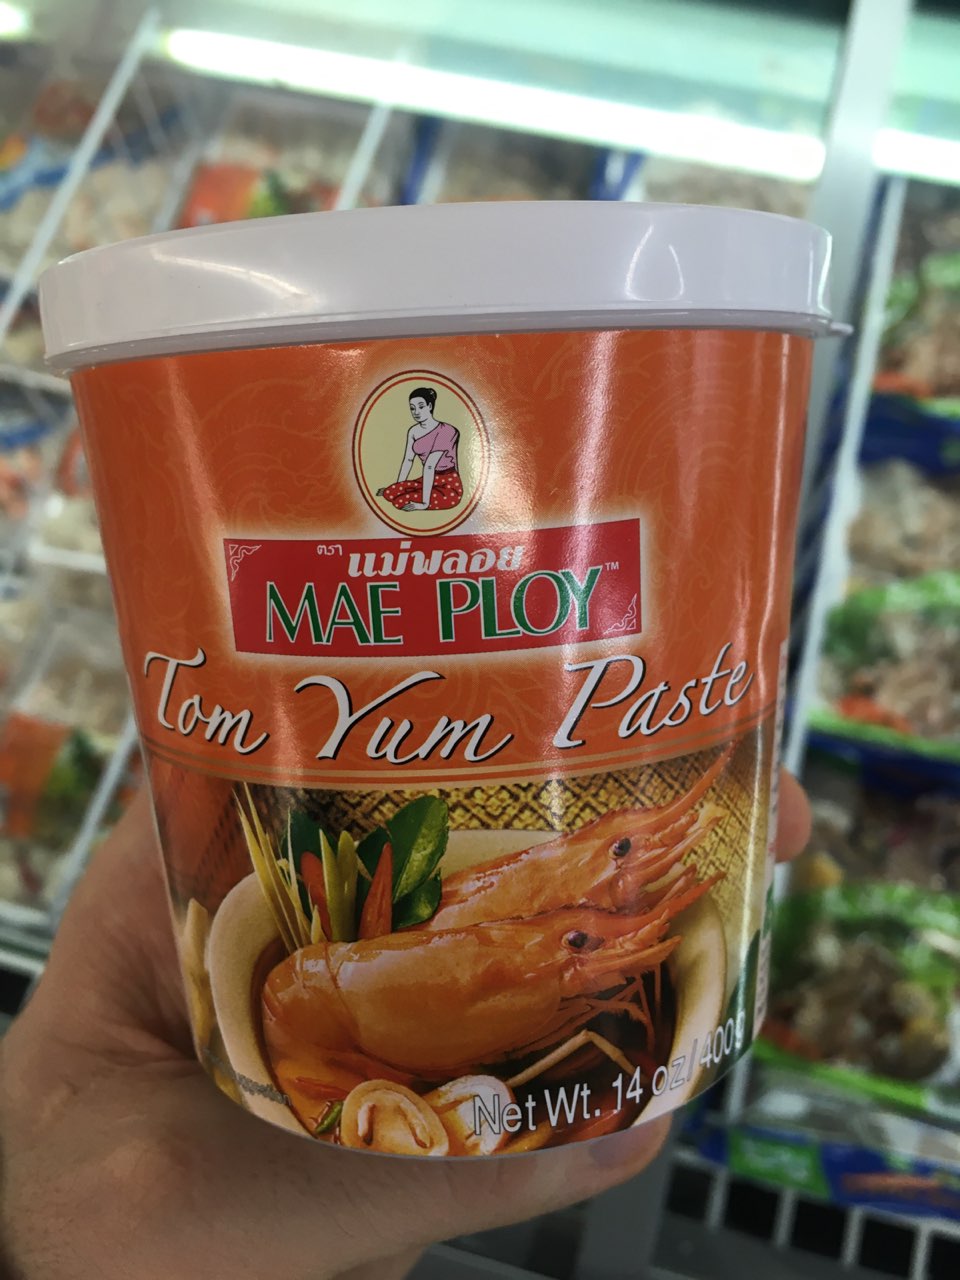 ตรา แม่พลอย
MAE PLOY™
Tom Yum Paste
Net Wt. 14 oz/400g